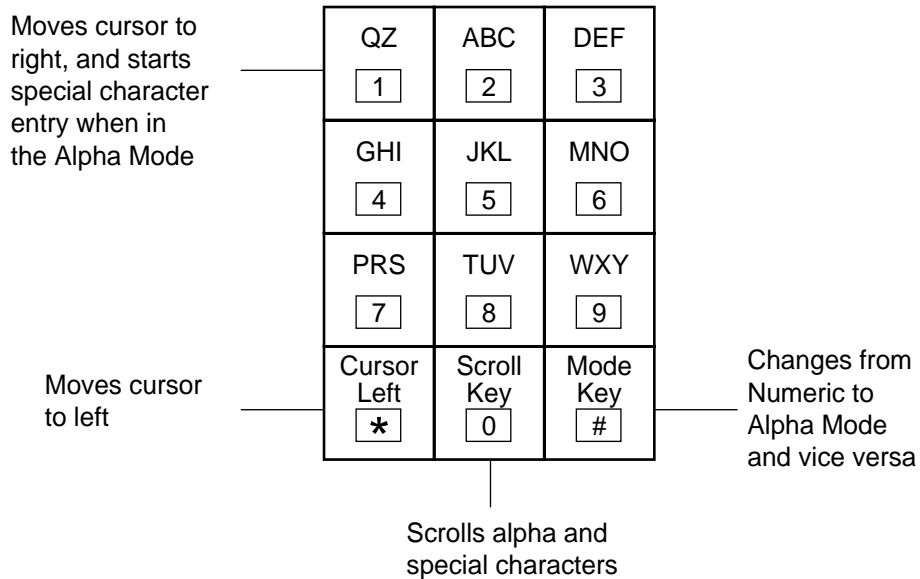 Moves cursor to
right, and starts
special character
entry when in
the Alpha Mode
QZ ABC DEF
1 2 3
GHI JKL MNO
4 5 6
PRS TUV WXY
7 8 9
Cursor Scroll Mode
Left Key Key
* 0 #
Moves cursor
to left
Changes from
Numeric to
Alpha Mode
and vice versa
Scrolls alpha and
special characters